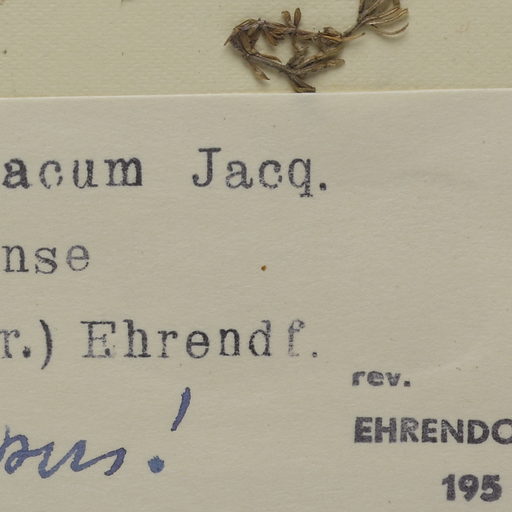 acum Jacq.
nse
r.) Ehrendf.
rev.
EHRENDO
195